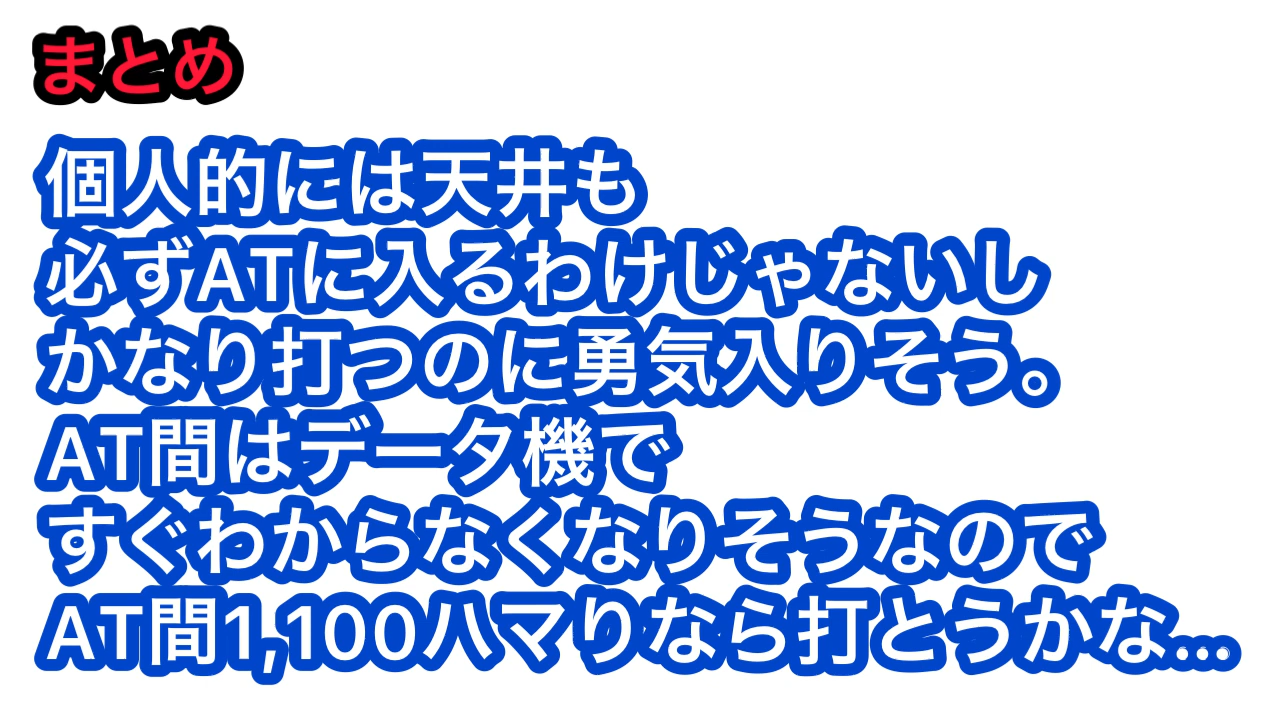 まとめ
個人的には天井も
必ずATに入るわけじゃないし
かなり打つのに勇気入りそう。
AT間はデータ機で
すぐわからなくなりそうなので
AT間1,100ハマりなら打とうかな...